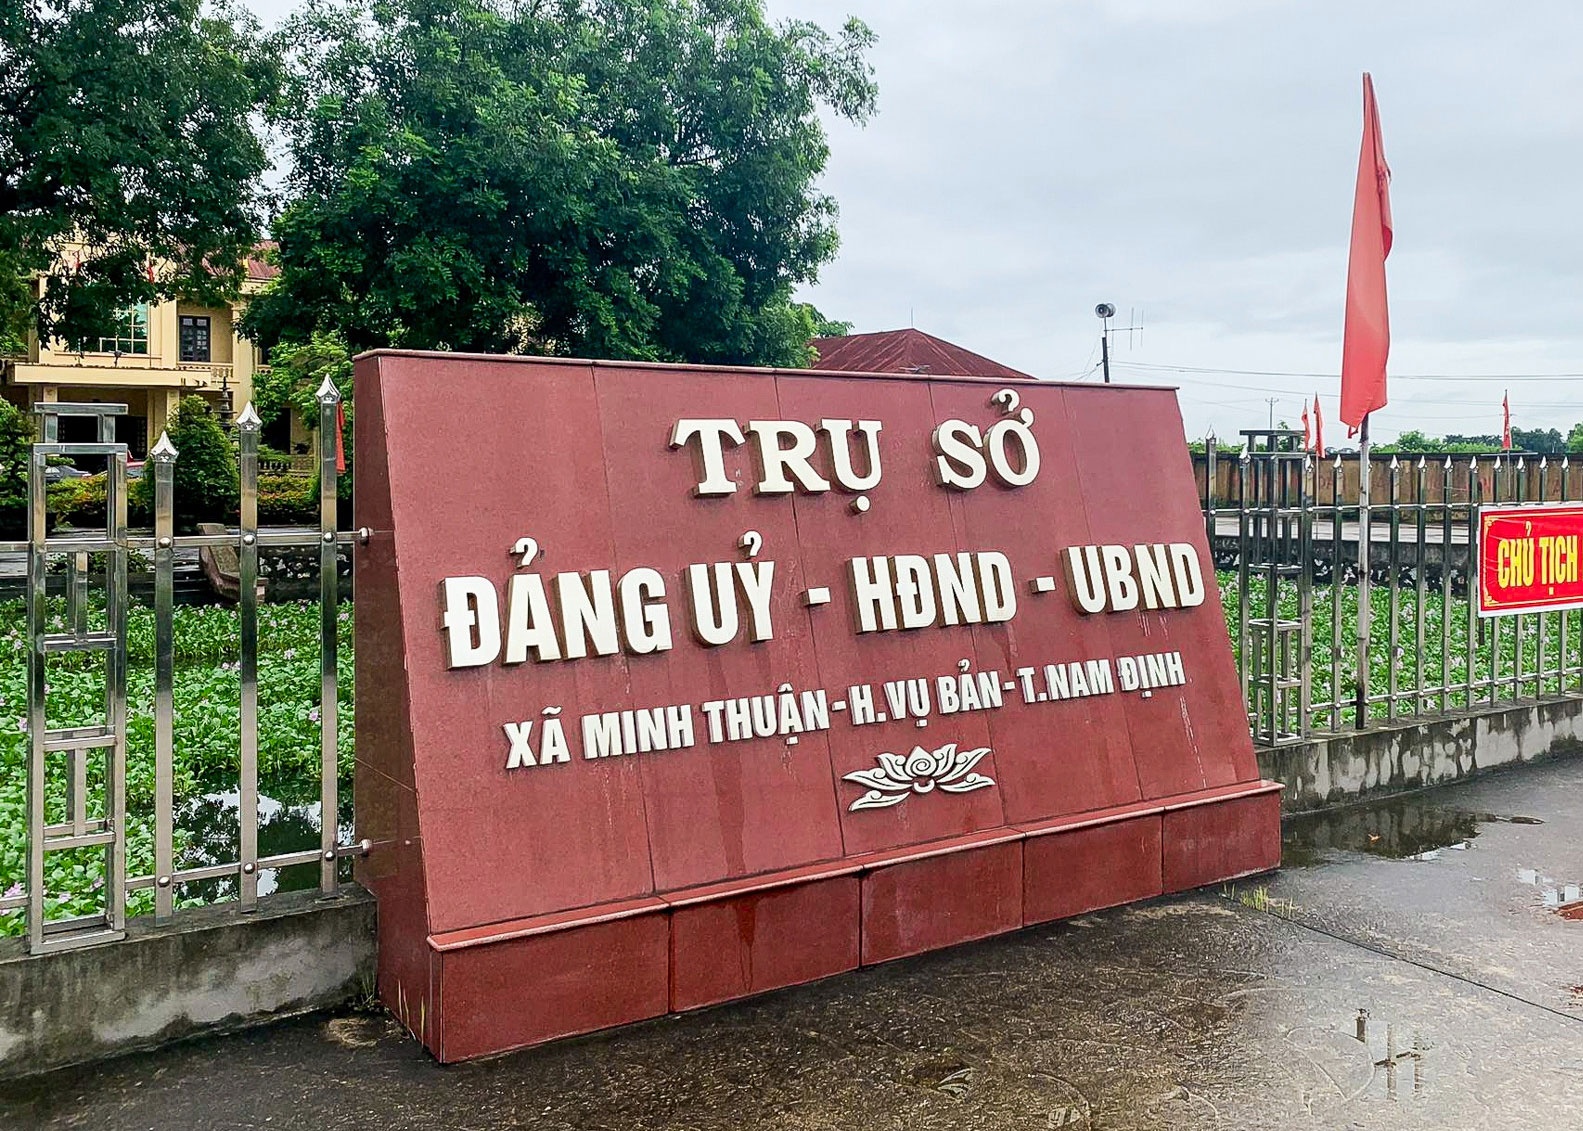 TRỤ SỞ
ĐẢNG UỶ - HĐND - UBND
XÃ MINH THUẬN-H.VỤ BẢN-T.NAM ĐỊNH
CHỦ TỊCH